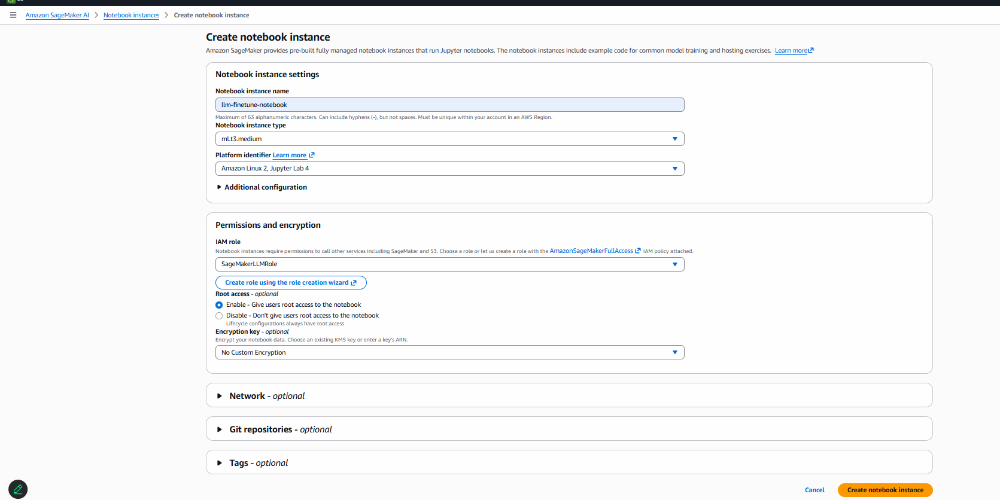 Amazon SageMaker AI > Notebook instances > Create notebook instance
Create notebook instance
Amazon SageMaker provides pre-built fully managed notebook instances that run Jupyter notebooks. The notebook instances include example code for common model training and hosting exercises. Learn more
Notebook instance settings
Notebook instance name
llm-finetune-notebook
Maximum of 63 alphanumeric characters. Can include hyphens (-), but not spaces. Must be unique within your account in an AWS Region.
Notebook instance type
ml.t3.medium
Platform identifier Learn more
Amazon Linux 2, Jupyter Lab 4
Additional configuration
Permissions and encryption
IAM role
Notebook instances require permissions to call other services including SageMaker and S3. Choose a role or let us create a role with the AmazonSageMakerFullAccess IAM policy attached.
SageMakerLLMRole
Create role using the role creation wizard
Root access - optional
Enable - Give users root access to the notebook
Disable - Don't give users root access to the notebook
Lifecycle configurations always have root access
Encryption key - optional
Encrypt your notebook data. Choose an existing KMS key or enter a key's ARN.
No Custom Encryption
Network - optional
Git repositories - optional
Tags - optional
Cancel
Create notebook instance